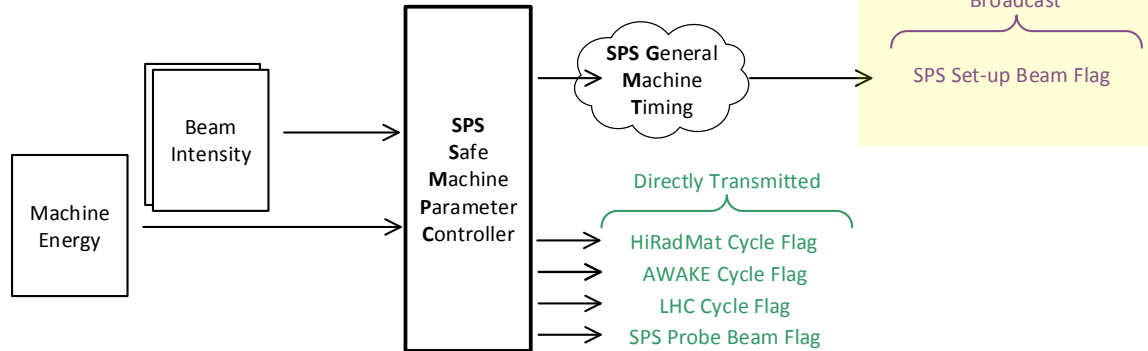 Broadcast
SPS Set-up Beam Flag
SPS General
Machine
Timing
Beam
Intensity
SPS
Safe
Machine
Parameter
Controller
Machine
Energy
Directly Transmitted
HiRadMat Cycle Flag
AWAKE Cycle Flag
LHC Cycle Flag
SPS Probe Beam Flag